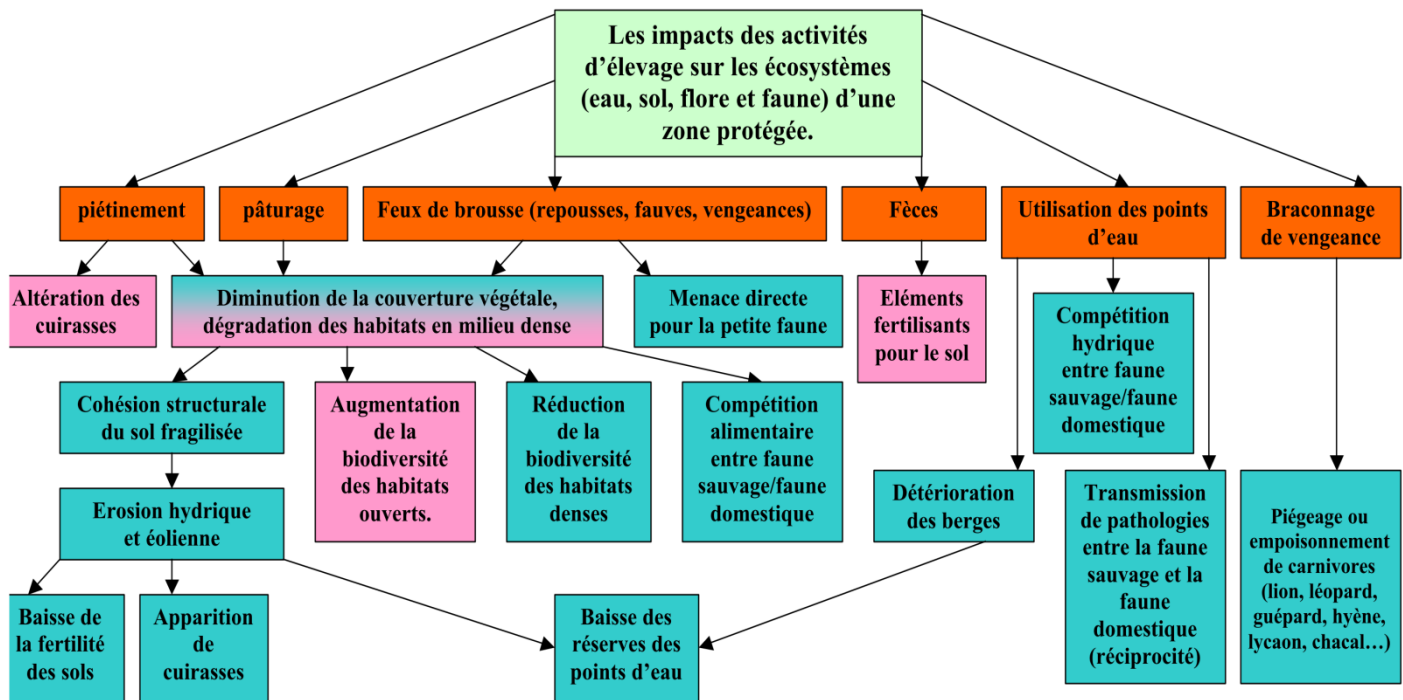 Les impacts des activités
d’élevage sur les écosystèmes
(eau, sol, flore et faune) d’une
zone protégée.
piétinement
pâturage
Feux de brousse (repousses, fauves, vengeances)
Fèces
Utilisation des points
d’eau
Braconnage
de vengeance
Altération des
cuirasses
Diminution de la couverture végétale,
dégradation des habitats en milieu dense
Menace directe
pour la petite faune
Eléments
fertilisants
pour le sol
Compétition
hydrique
entre faune
sauvage/faune
domestique
Cohésion structurale
du sol fragilisée
Augmentation
de la
biodiversité
des habitats
ouverts.
Réduction
de la
biodiversité
des habitats
denses
Compétition
alimentaire
entre faune
sauvage/faune
domestique
Détérioration
des berges
Transmission
de pathologies
entre la faune
sauvage et la
faune
domestique
(réciprocité)
Piégeage ou
empoisonnement
de carnivores
(lion, léopard,
guépard, hyène,
lycaon, chacal…)
Erosion hydrique
et éolienne
Baisse de
la fertilité
des sols
Apparition
de
cuirasses
Baisse des
réserves des
points d’eau